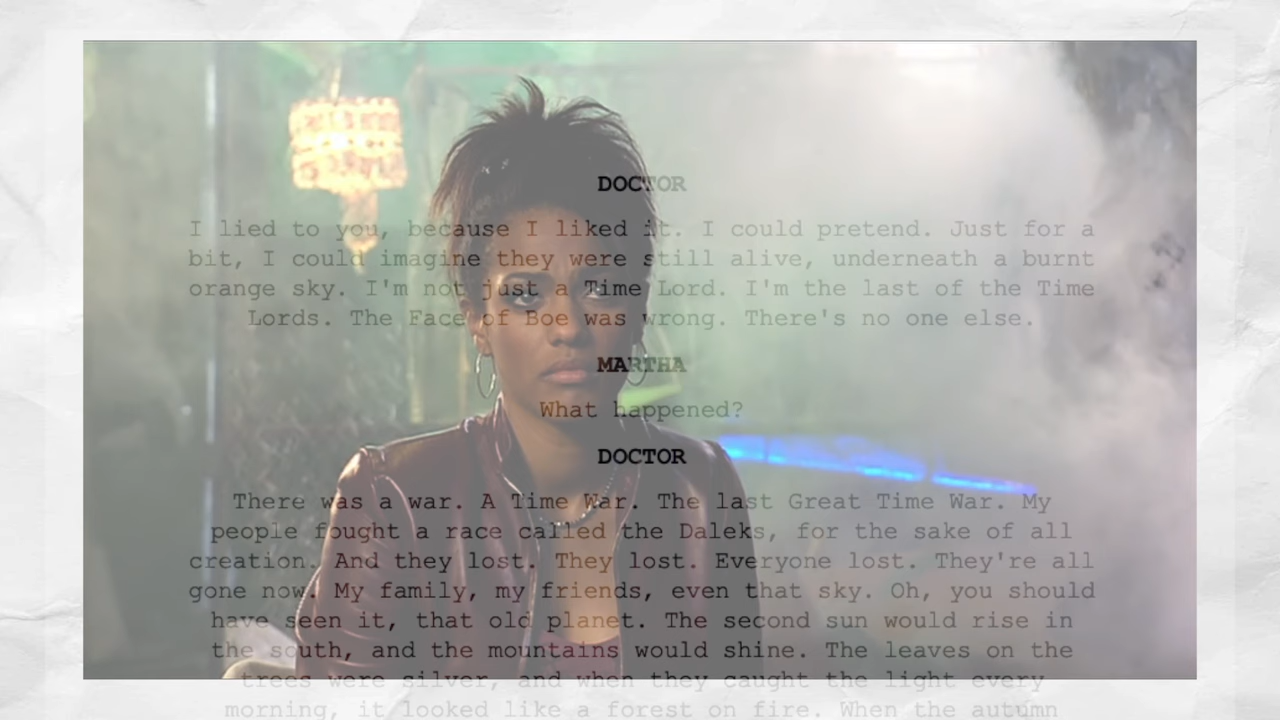 DOCTOR
I lied to you, because I liked it. I could pretend. Just for a
bit, I could imagine they were still alive, underneath a burnt
orange sky. I'm not just a Time Lord. I'm the last of the Time
Lords. The Face of Boe was wrong. There's no one else.
MARTHA
What happened?
DOCTOR
There was a war. A Time War. The last Great Time War. My
people fought a race called the Daleks, for the sake of all
creation. And they lost. They lost. Everyone lost. They're all
gone now. My family, my friends, even that sky. Oh, you should
have seen it, that old planet. The second sun would rise in
the south, and the mountains would shine. The leaves on the
trees were silver, and when they caught the light every
morning, it looked like a forest on fire. When the autumn